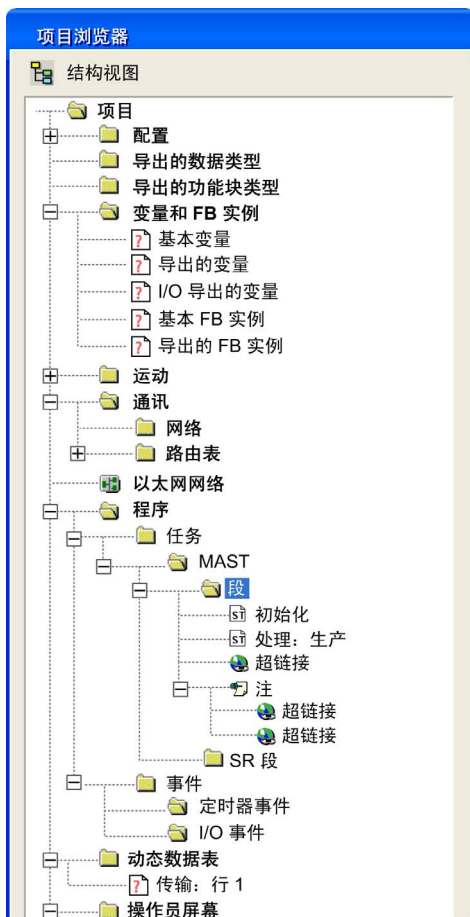 项目浏览器
结构视图
项目
配置
导出的数据类型
导出的功能块类型
变量和 FB 实例
基本变量
导出的变量
I/O 导出的变量
基本 FB 实例
导出的 FB 实例
运动
通讯
网络
路由表
以太网网络
程序
任务
MAST
段
初始化
处理：生产
超链接
注
超链接
超链接
SR 段
事件
定时器事件
I/O 事件
动态数据表
传输：行 1
操作员屏幕